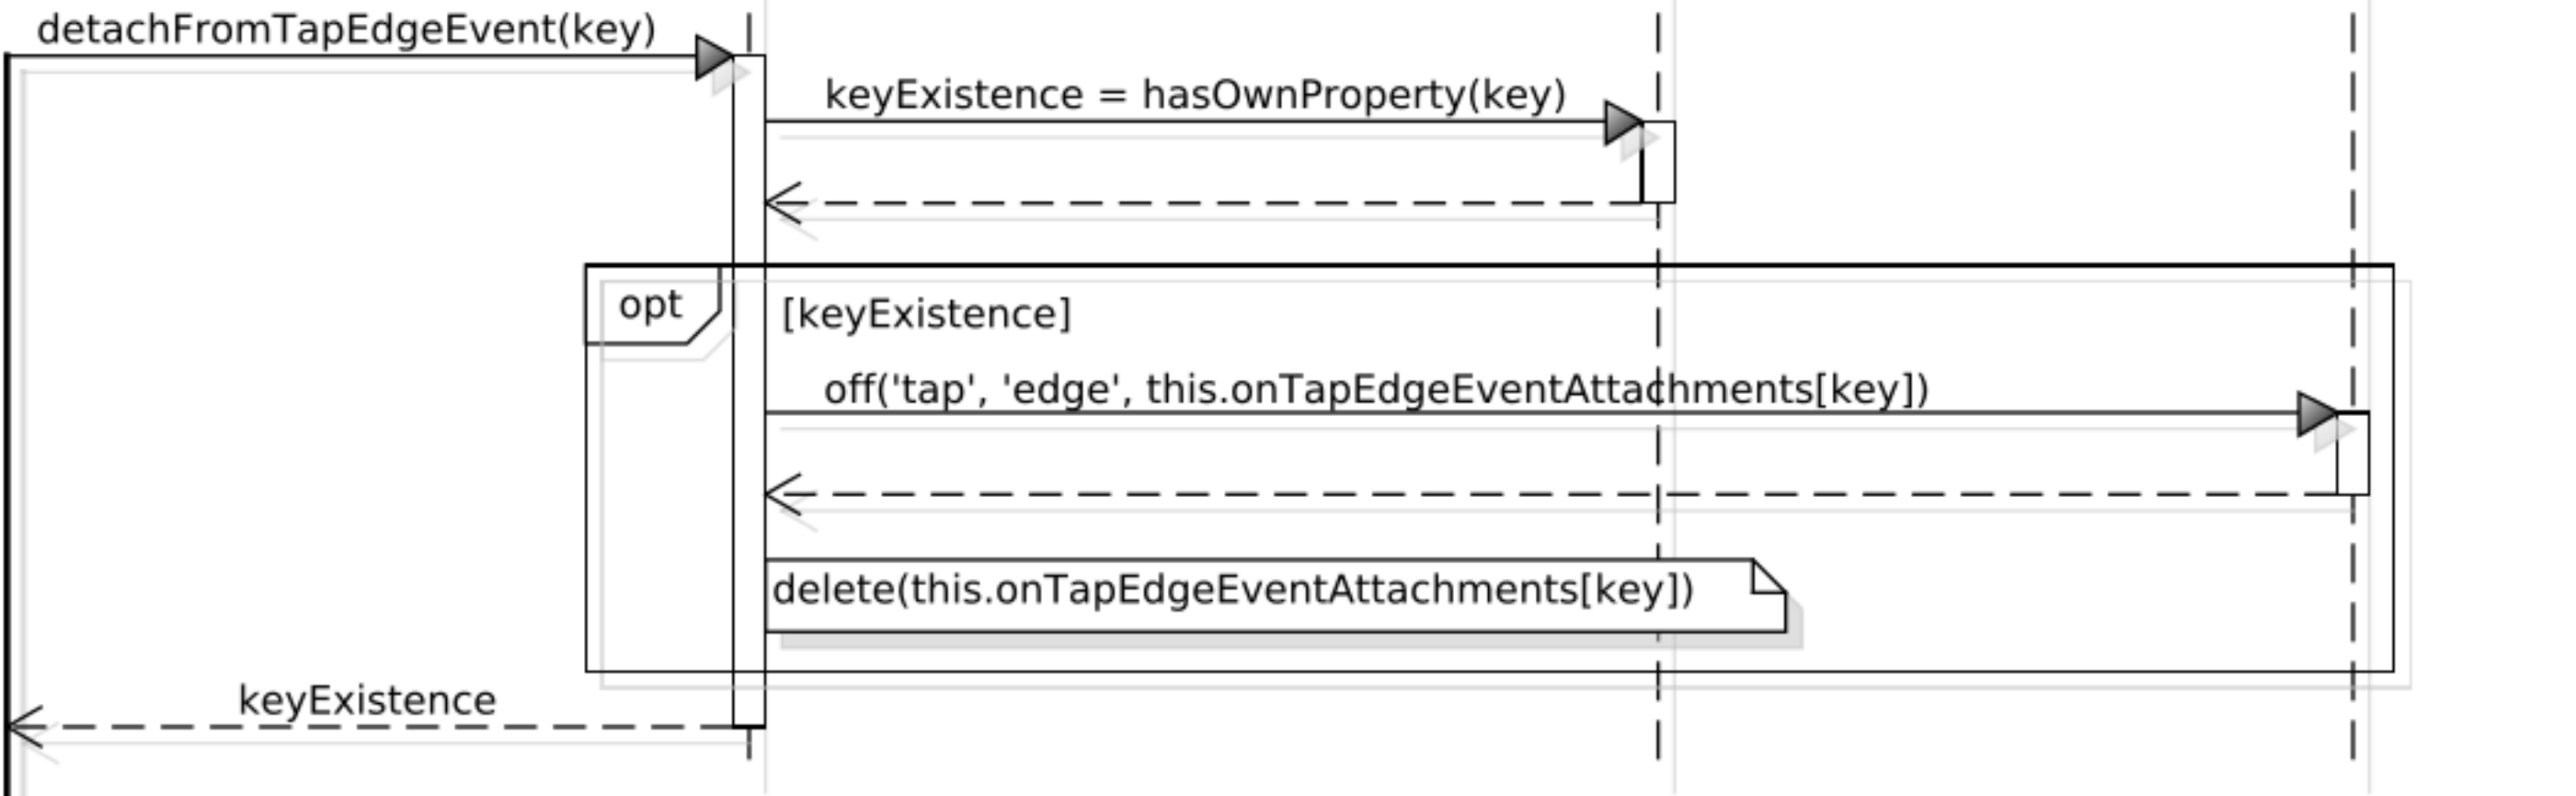 detachFromTapEdgeEvent(key)
keyExistence = hasOwnProperty(key)
opt
[keyExistence]
off('tap', 'edge', this.onTapEdgeEventAttachments[key])
delete(this.onTapEdgeEventAttachments[key])
keyExistence